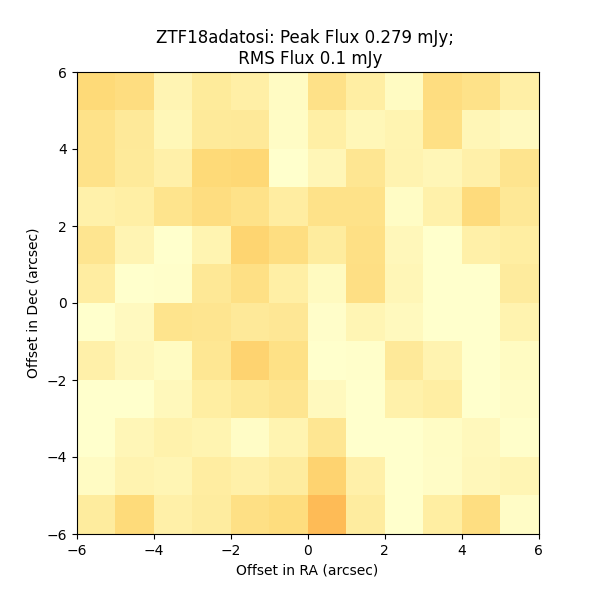 ZTF18adatosi: Peak Flux 0.279 mJy;
RMS Flux 0.1 mJy
6
4
2
0
−2
−4
−6
Offset in Dec (arcsec)
−6 −4 −2 0 2 4 6
Offset in RA (arcsec)